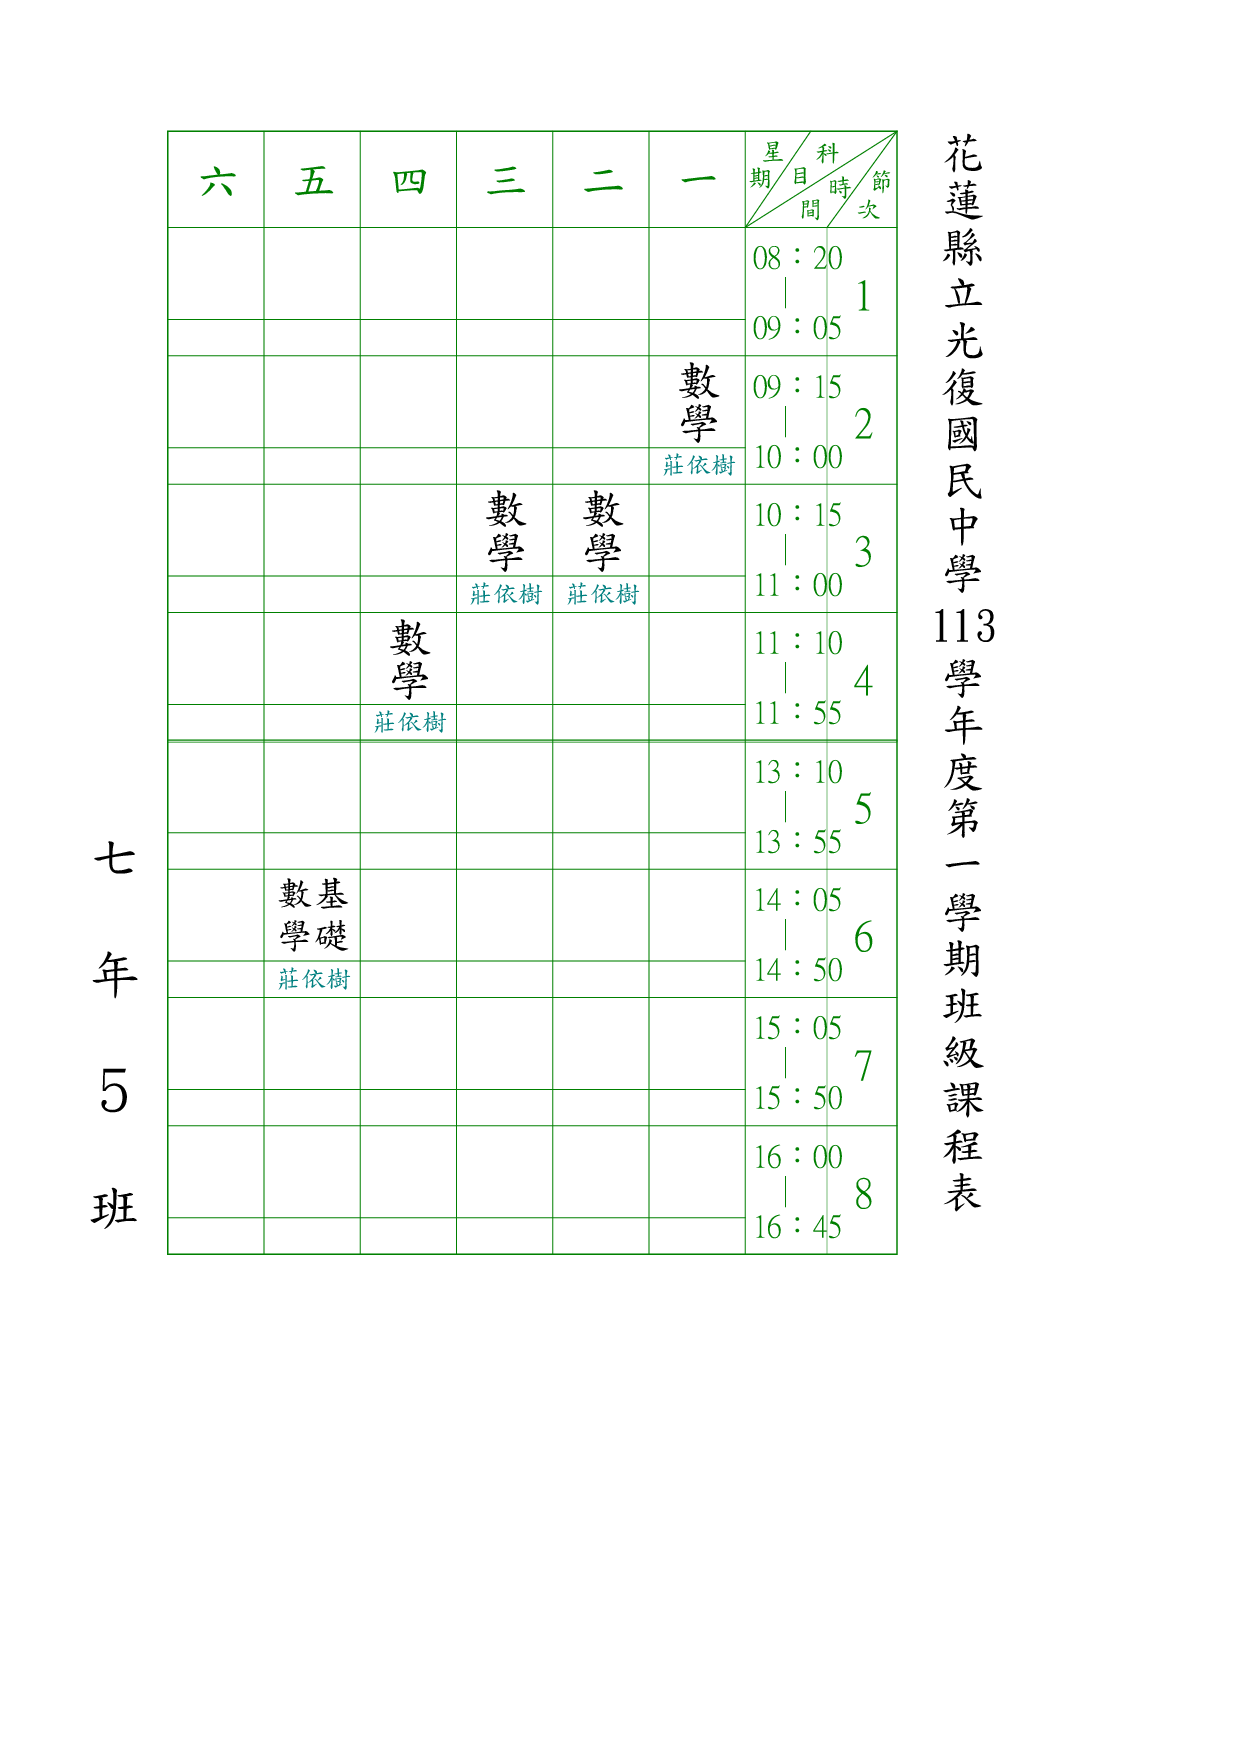 花蓮縣立光復國民中學113學年度第一學期班級課程表
七年5班
六 五 四 三 二 一 星期 科目 時間 節次
08：20｜09：05 1
數學 09：15｜10：00 2
莊依樹
數學 數學 10：15｜11：00 3
莊依樹 莊依樹
數學 11：10｜11：55 4
莊依樹
13：10｜13：55 5
基礎數學 14：05｜14：50 6
莊依樹
15：05｜15：50 7
16：00｜16：45 8